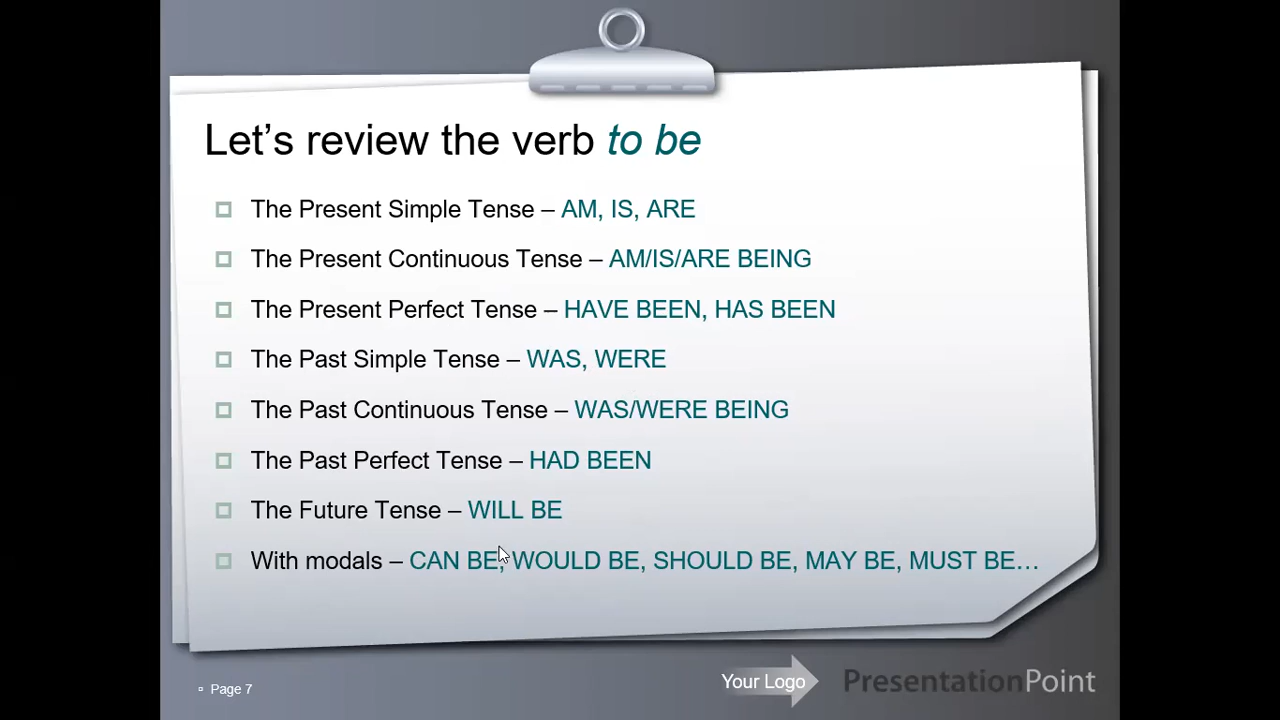 Let's review the verb to be
The Present Simple Tense – AM, IS, ARE
The Present Continuous Tense – AM/IS/ARE BEING
The Present Perfect Tense – HAVE BEEN, HAS BEEN
The Past Simple Tense – WAS, WERE
The Past Continuous Tense – WAS/WERE BEING
The Past Perfect Tense – HAD BEEN
The Future Tense – WILL BE
With modals – CAN BE, WOULD BE, SHOULD BE, MAY BE, MUST BE…
Page 7
Your Logo
PresentationPoint